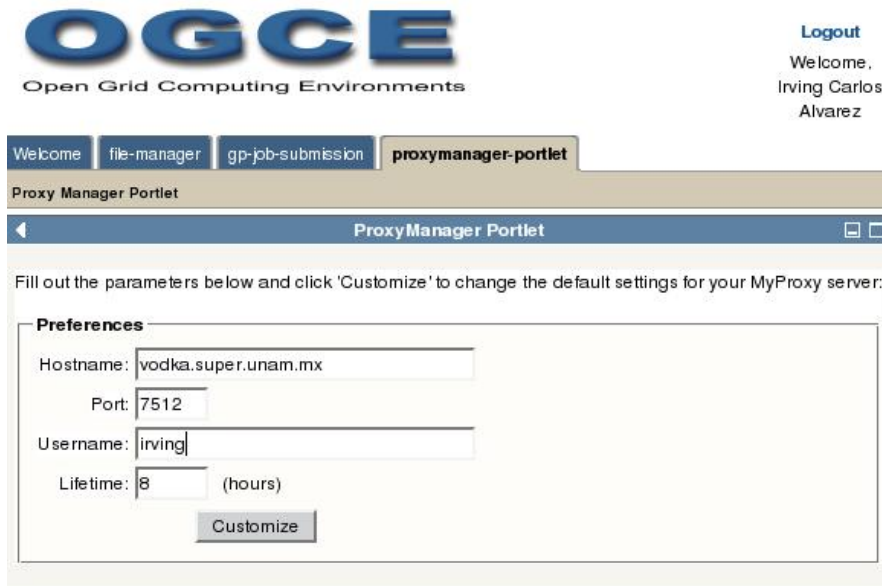 OGCE
Open Grid Computing Environments
Logout
Welcome,
Irving Carlos
Alvarez
Welcome file-manager gp-job-submission proxymanager-portlet
Proxy Manager Portlet
ProxyManager Portlet
Fill out the parameters below and click 'Customize' to change the default settings for your MyProxy server:
Preferences
Hostname: vodka.super.unam.mx
Port: 7512
Username: irving
Lifetime: 8 (hours)
Customize